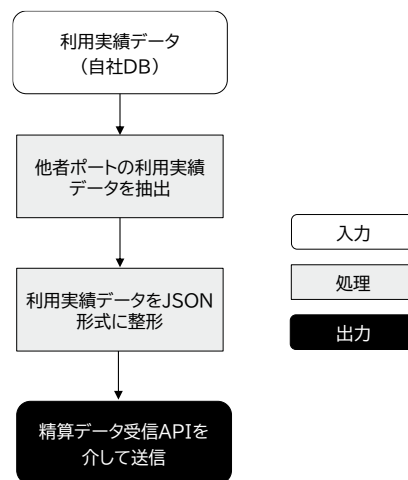 利用実績データ
（自社DB）
他者ポートの利用実績
データを抽出
利用実績データをJSON
形式に整形
精算データ受信APIを
介して送信
入力
処理
出力